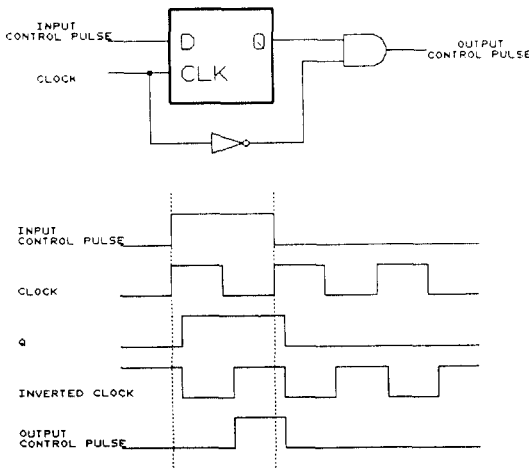 INPUT
CONTROL PULSE
D
Q
OUTPUT
CONTROL PULSE
CLOCK
CLK
INPUT
CONTROL PULSE
CLOCK
Q
INVERTED CLOCK
OUTPUT
CONTROL PULSE